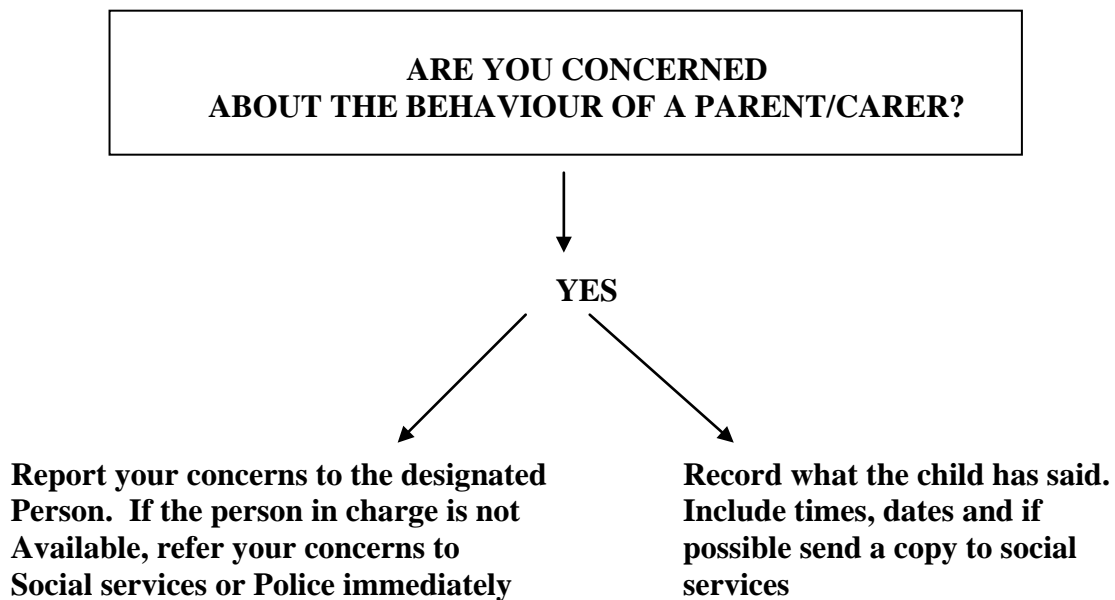 ARE YOU CONCERNED
ABOUT THE BEHAVIOUR OF A PARENT/CARER?
YES
Report your concerns to the designated
Person.  If the person in charge is not
Available, refer your concerns to
Social services or Police immediately
Record what the child has said.
Include times, dates and if
possible send a copy to social
services